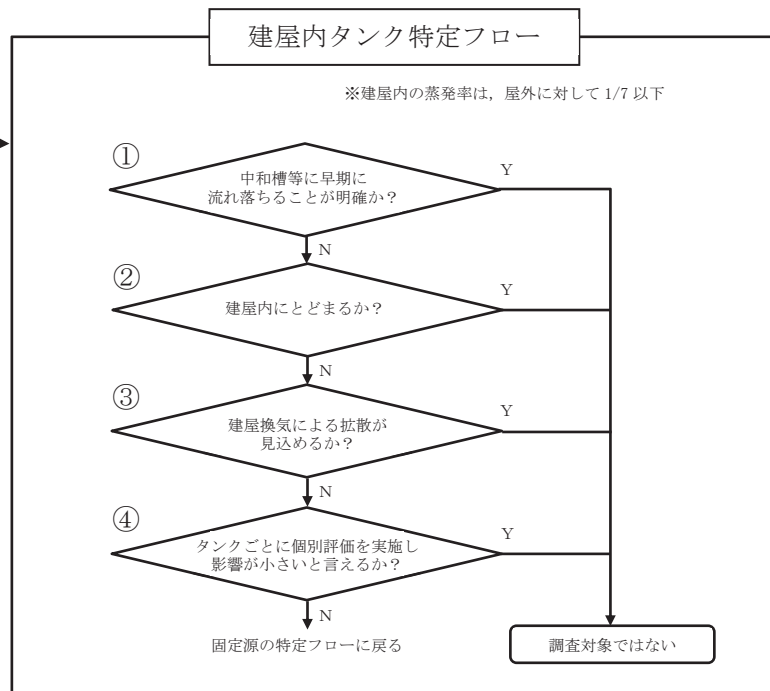 建屋内タンク特定フロー
※建屋内の蒸発率は，屋外に対して 1/7 以下
①
中和槽等に早期に
流れ落ちることが明確か？
Y
N
②
建屋内にとどまるか？
Y
N
③
建屋換気による拡散が
見込めるか？
Y
N
④
タンクごとに個別評価を実施し
影響が小さいと言えるか？
Y
N
固定源の特定フローに戻る
調査対象ではない